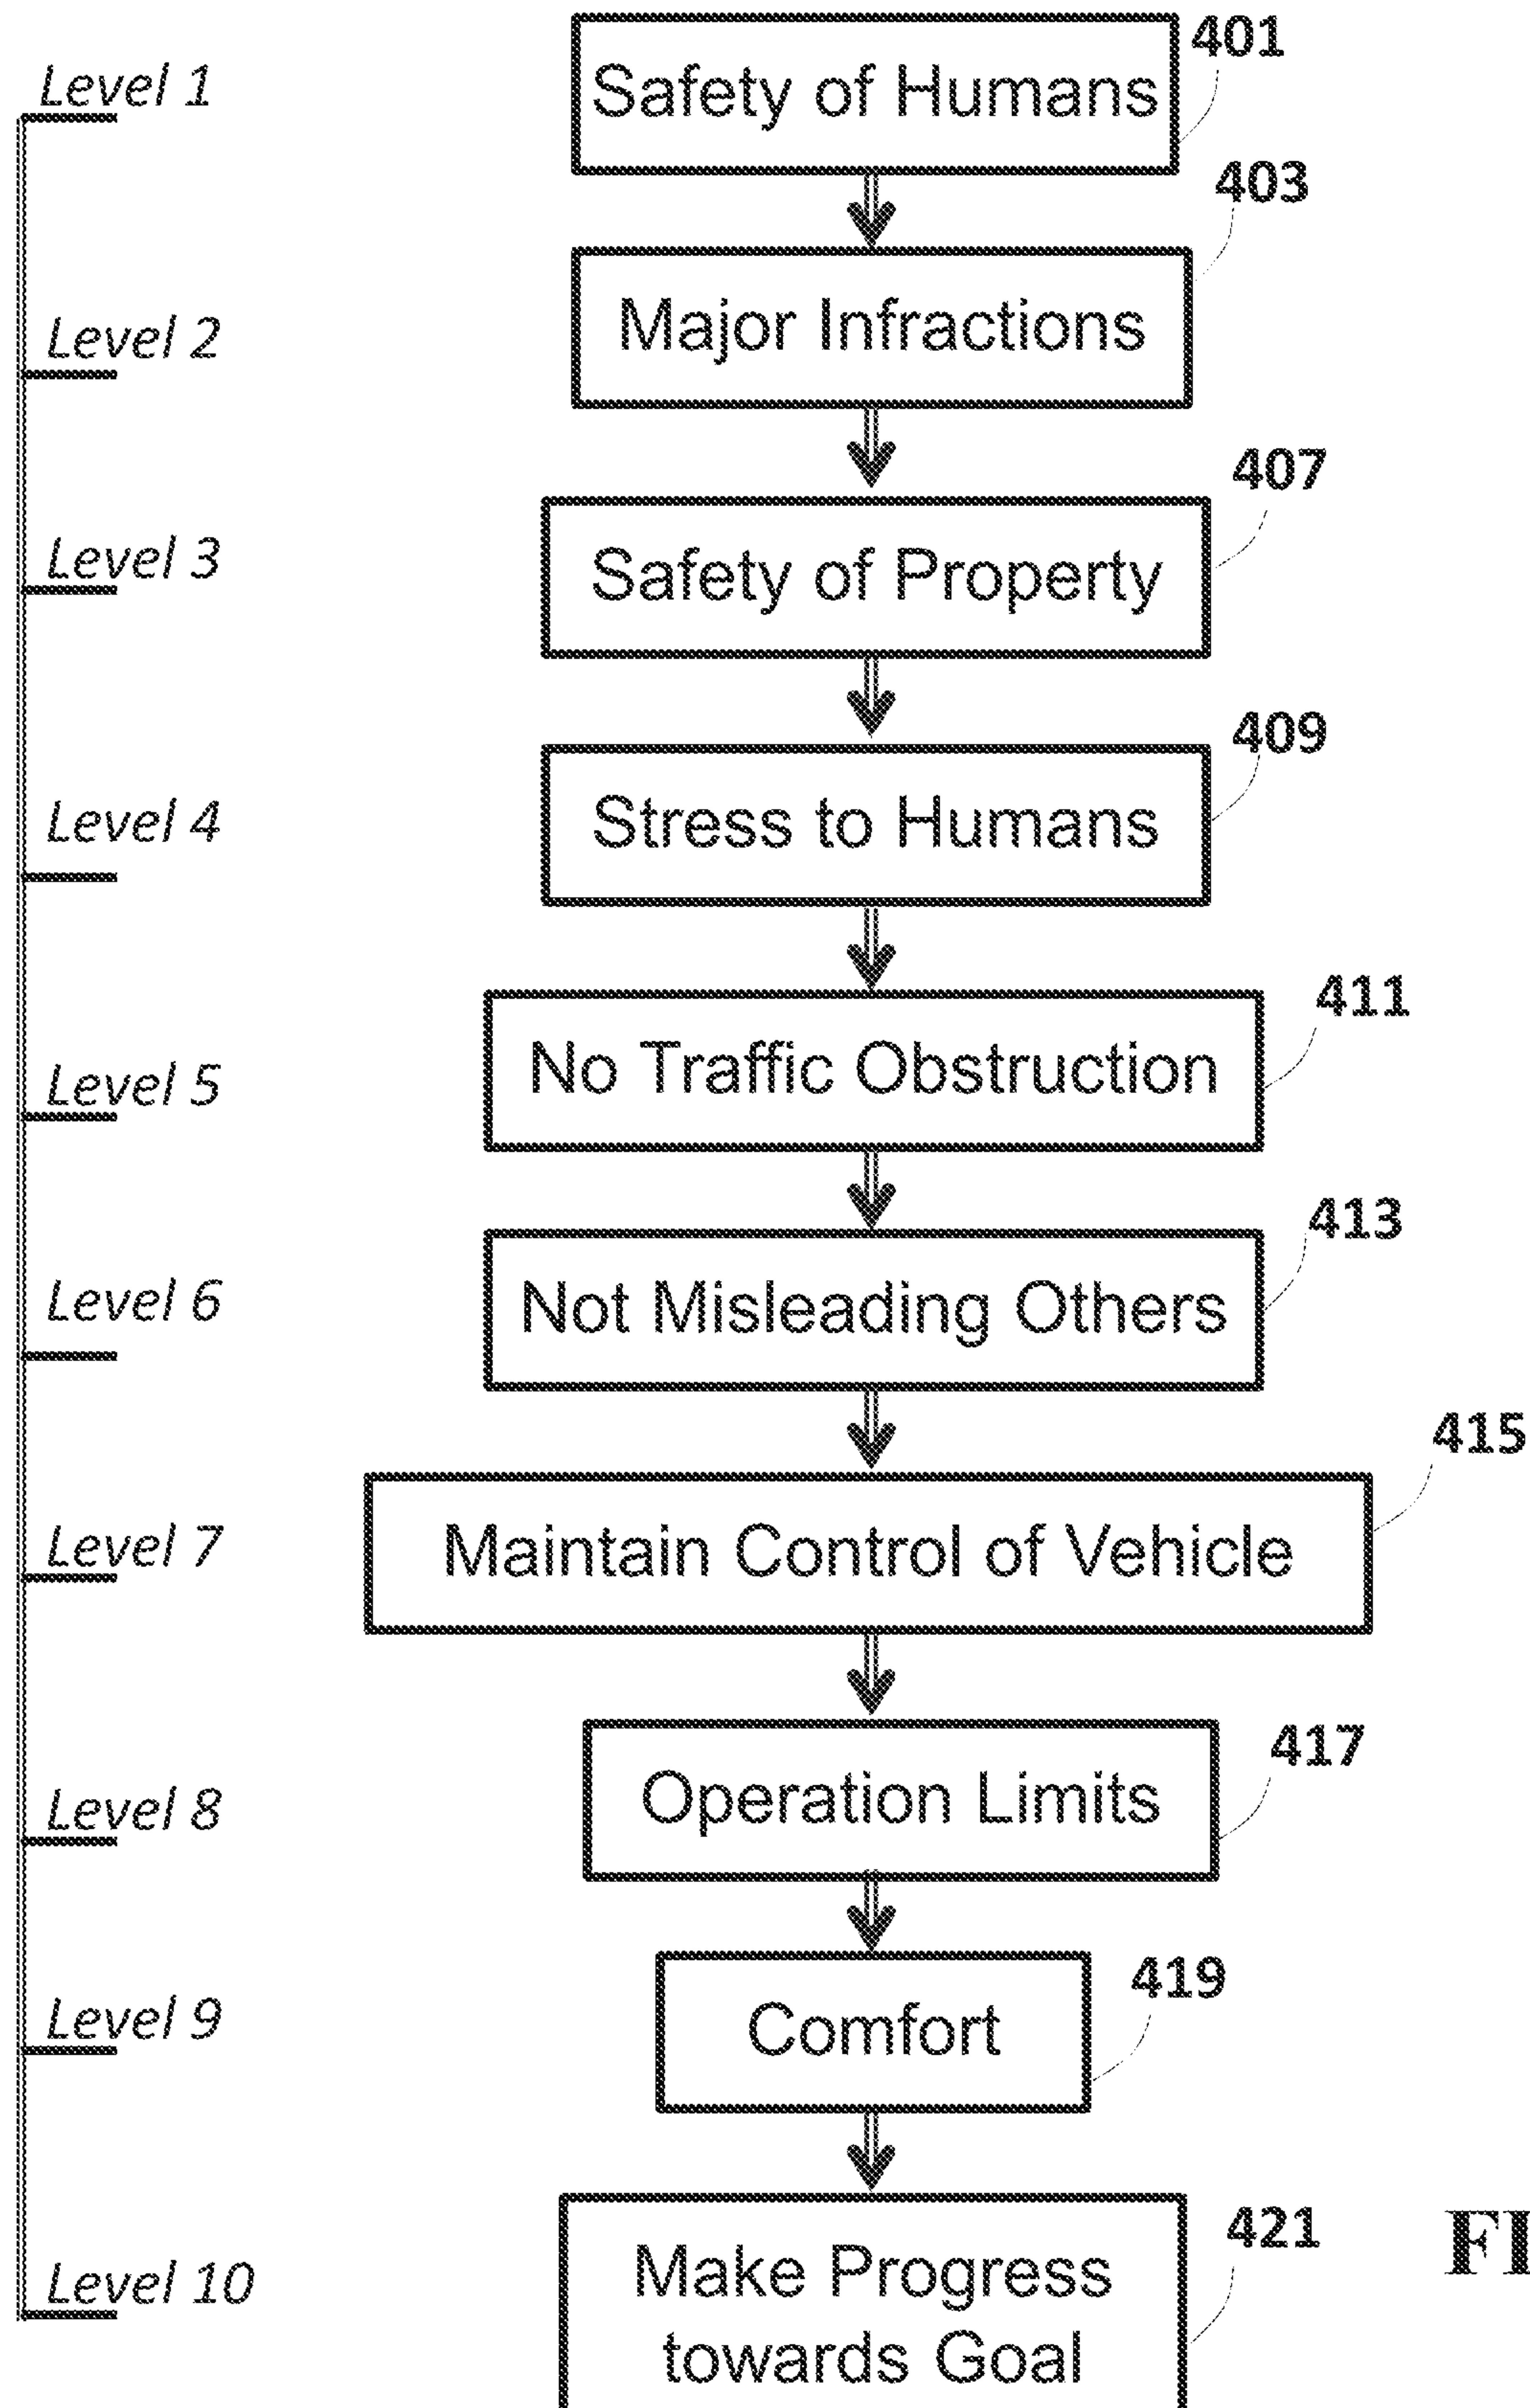 401
Level 1
Safety of Humans
403
Level 2
Major Infractions
407
Level 3
Safety of Property
409
Level 4
Stress to Humans
411
Level 5
No Traffic Obstruction
413
Level 6
Not Misleading Others
415
Level 7
Maintain Control of Vehicle
417
Level 8
Operation Limits
419
Level 9
Comfort
421
FI
Level 10
Make Progress
towards Goal